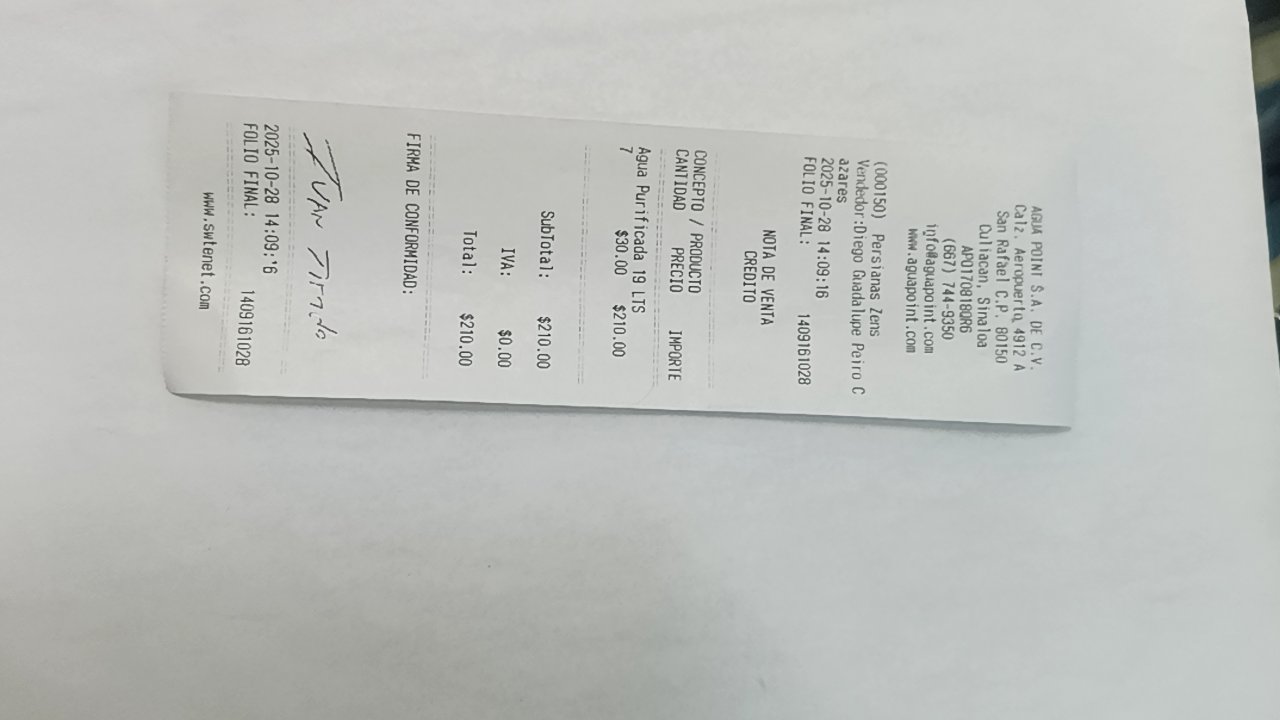 AGUA POINT S.A. DE C.V.
Calz. Aeropuerto 4912 A
San Rafael C.P. 80150
Culiacan, Sinaloa
APO170818QR6
(667) 744-9350
info@aguapoint.com
www.aguapoint.com
(000150) Persianas Zens
Vendedor:Diego Guadalupe Peiro C
azares
2025-10-28 14:09:16
FOLIO FINAL: 1409161028
NOTA DE VENTA
CREDITO
CONCEPTO / PRODUCTO
CANTIDAD PRECIO IMPORTE
Agua Purificada 19 LTS
7 $30.00 $210.00
SubTotal: $210.00
IVA: $0.00
Total: $210.00
FIRMA DE CONFORMIDAD:
IVAN
2025-10-28 14:09:16
FOLIO FINAL: 1409161028
www.swtenet.com